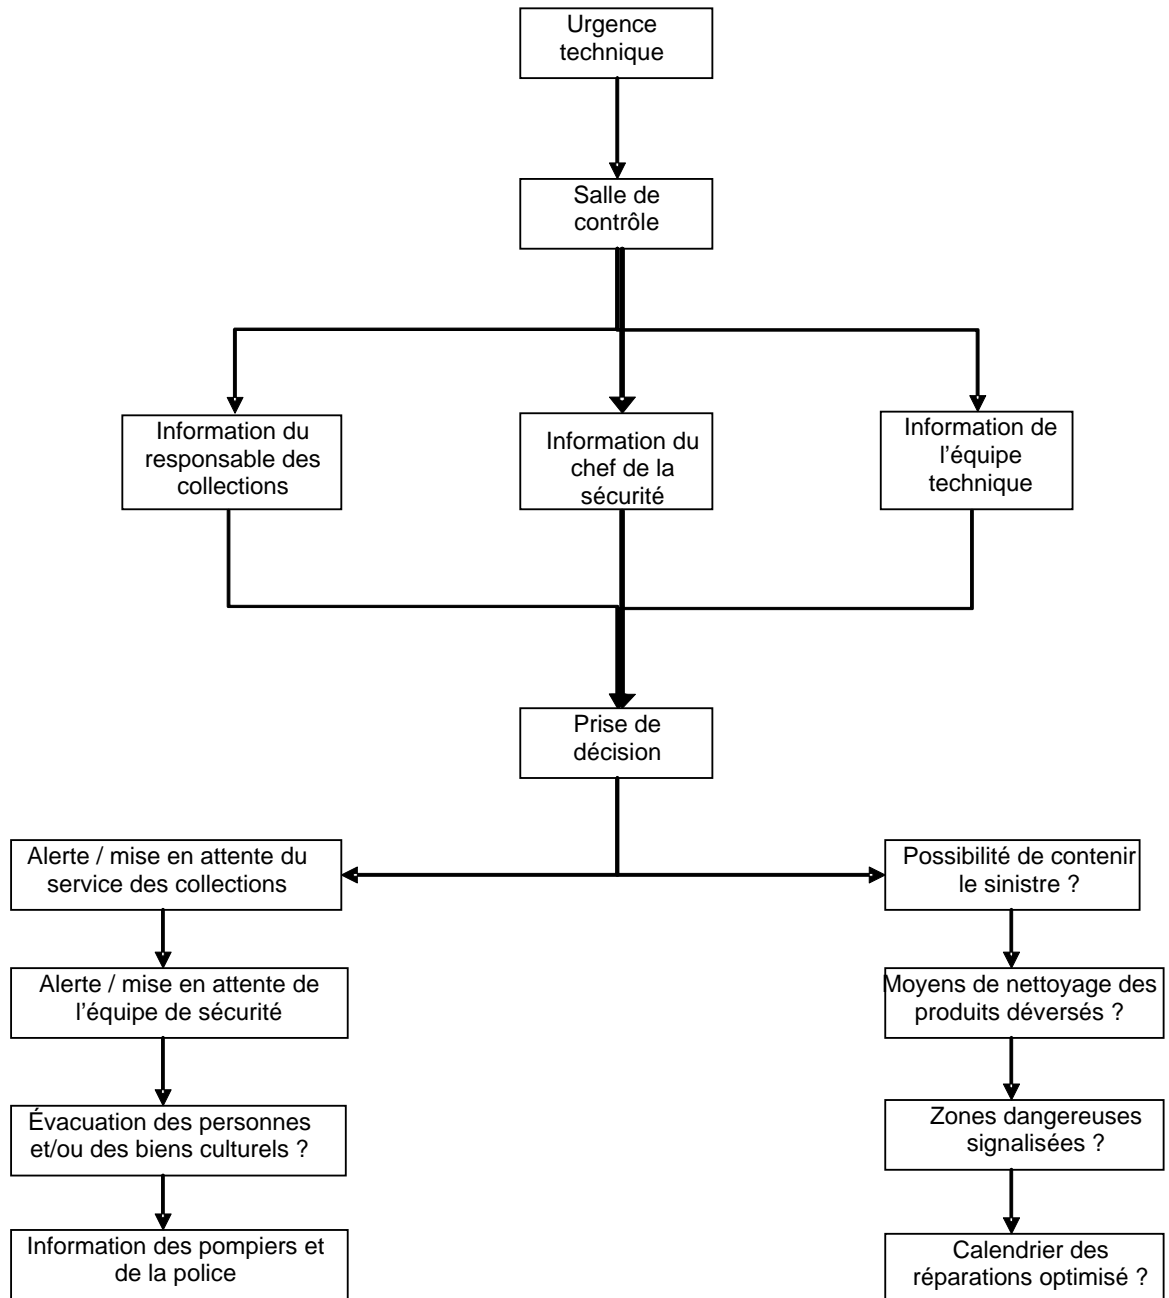 Urgence
technique
Salle de
contrôle
Information du
responsable des
collections
Information du
chef de la
sécurité
Information de
l'équipe
technique
Prise de
décision
Alerte / mise en attente du
service des collections
Possibilité de contenir
le sinistre ?
Alerte / mise en attente de
l'équipe de sécurité
Moyens de nettoyage des
produits déversés ?
Évacuation des personnes
et/ou des biens culturels ?
Zones dangereuses
signalisées ?
Information des pompiers et
de la police
Calendrier des
réparations optimisé ?